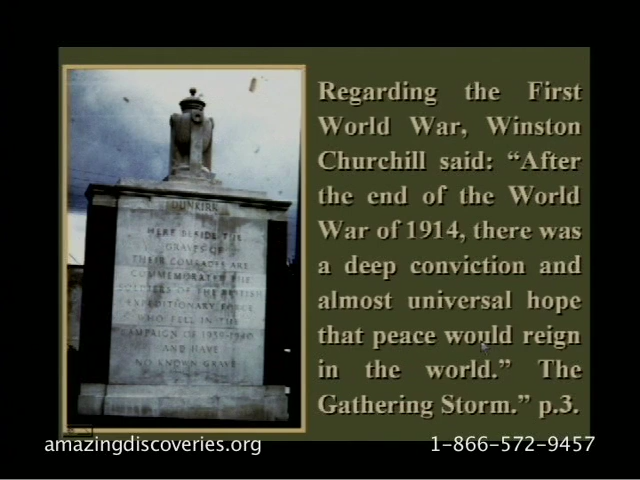 DUNKIRK
HERE BESIDE THE
GRAVES OF
THEIR COMRADES ARE
COMMEMORATED THE
SOLDIERS OF THE BRITISH
EXPEDITIONARY FORCE
WHO FELL IN THE
CAMPAIGN OF 1939-1940
AND HAVE
NO KNOWN GRAVE
Regarding the First
World War, Winston
Churchill said: “After
the end of the World
War of 1914, there was
a deep conviction and
almost universal hope
that peace would reign
in the world.” The
Gathering Storm.” p.3.
amazingdiscoveries.org
1-866-572-9457